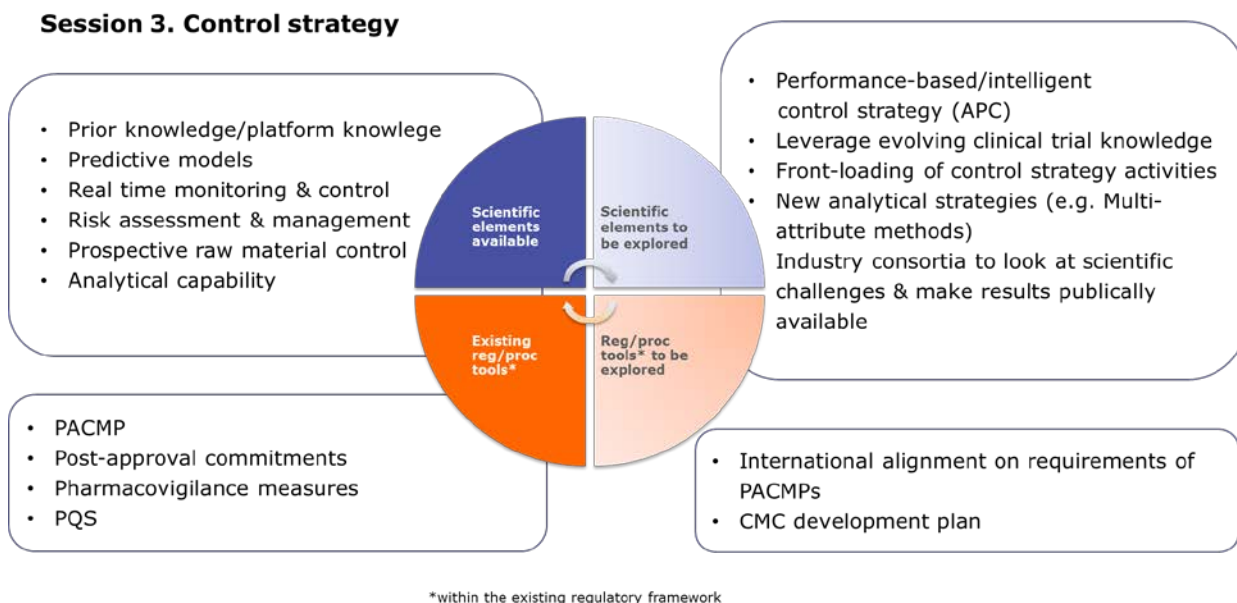 Session 3. Control strategy
• Prior knowledge/platform knowlege
• Predictive models
• Real time monitoring & control
• Risk assessment & management
• Prospective raw material control
• Analytical capability
• Performance-based/intelligent
control strategy (APC)
• Leverage evolving clinical trial knowledge
• Front-loading of control strategy activities
• New analytical strategies (e.g. Multi-
attribute methods)
Industry consortia to look at scientific
challenges & make results publically
available
Scientific
elements
available
Scientific
elements to
be explored
Existing
reg/proc
tools*
Reg/proc
tools* to be
explored
• PACMP
• Post-approval commitments
• Pharmacovigilance measures
• PQS
• International alignment on requirements of
PACMPs
• CMC development plan
*within the existing regulatory framework